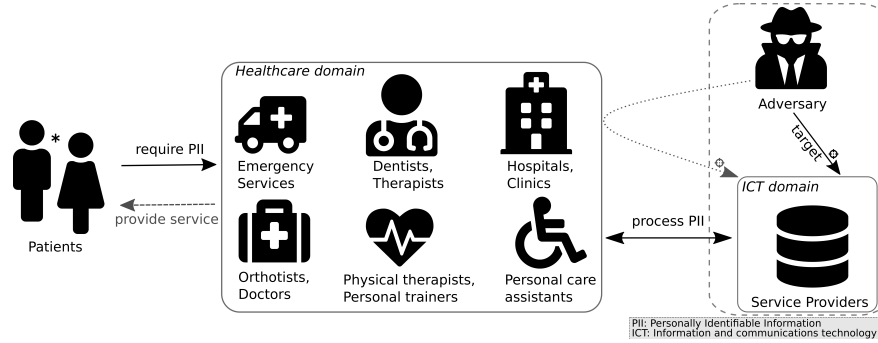 Healthcare domain
Adversary
*
require PII
target
Emergency
Services
Dentists,
Therapists
Hospitals,
Clinics
ICT domain
provide service
process PII
Patients
Orthotists,
Doctors
Physical therapists,
Personal trainers
Personal care
assistants
Service Providers
PII: Personally Identifiable Information
ICT: Information and communications technology